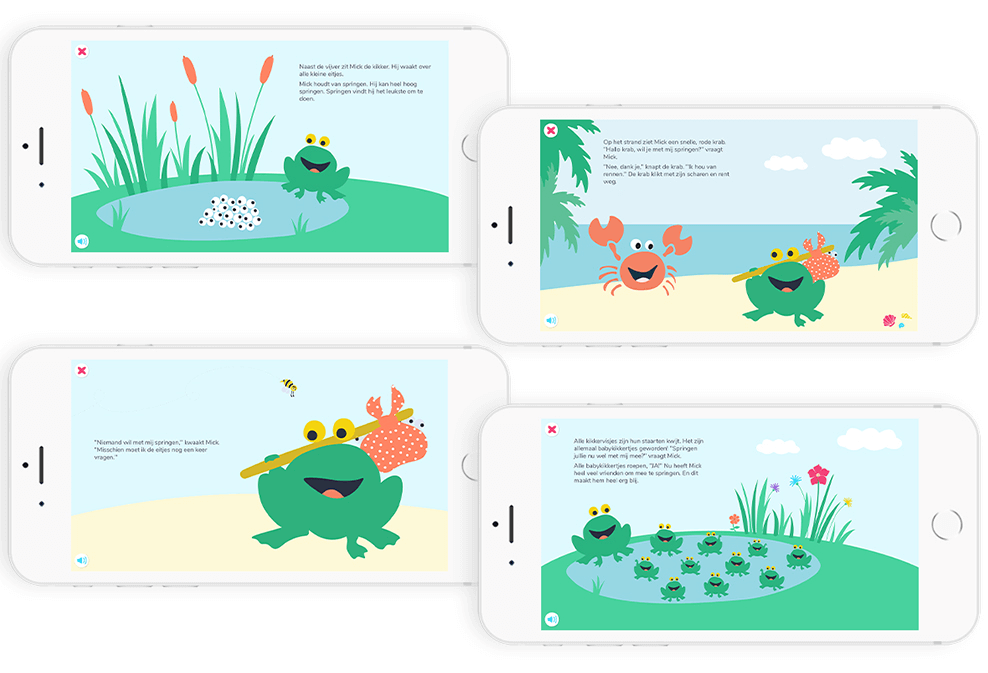 Naast de vijver zit Mick de kikker. Hij waakt over
alle kleine eitjes.
Mick houdt van springen. Hij kan heel hoog
springen. Springen vindt hij het leukste om te
doen.
Op het strand ziet Mick een snelle, rode krab.
"Hallo krab, wil je met mij springen?" vraagt
Mick.
"Nee, dank je," knapt de krab. "Ik hou van
rennen." De krab klikt met zijn scharen en rent
weg.
"Niemand wil met mij springen," kwaakt Mick.
"Misschien moet ik de eitjes nog een keer
vragen."
Alle kikkervisjes zijn hun staarten kwijt. Het zijn
allemaal babykikkertjes geworden! "Springen
jullie nu wel met mij mee?" vraagt Mick.
Alle babykikkertjes roepen, "JA!" Nu heeft Mick
heel veel vrienden om mee te springen. En dit
maakt hem heel erg blij.